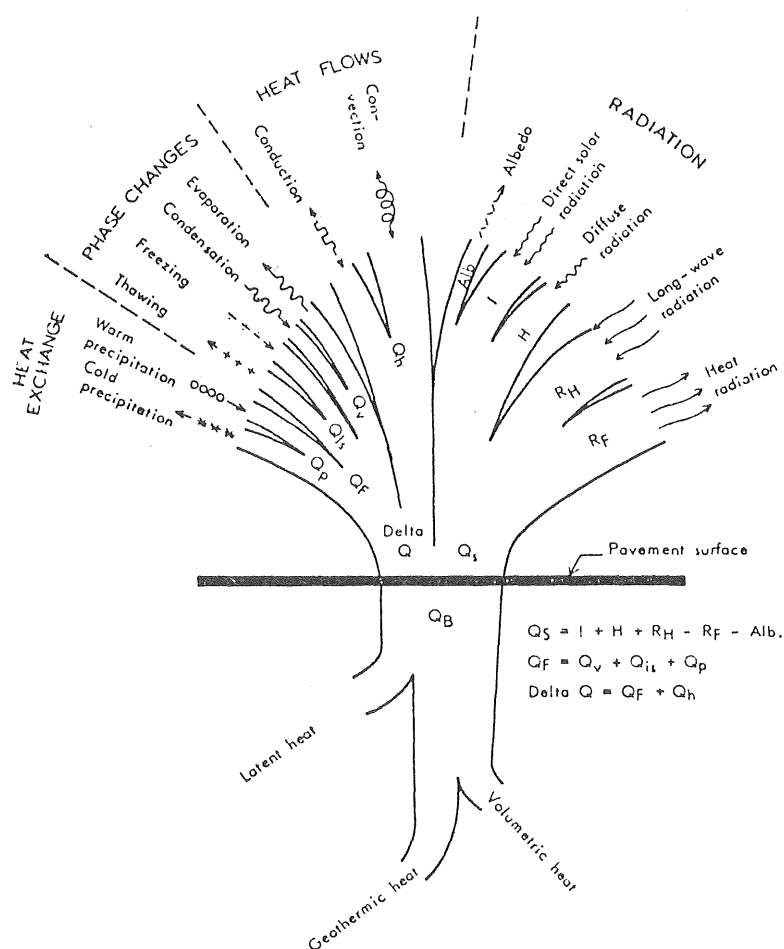 HEAT FLOWS
RADIATION
PHASE CHANGES
HEAT
EXCHANGE
Con-
vection
Conduction
Evaporation
Condensation
Freezing
Thawing
Warm
precipitation
Cold
precipitation
Albedo
Direct solar
radiation
Diffuse
radiation
Long-wave
radiation
Heat
radiation
Alb
I
H
Qh
Qv
RH
QIs
RF
Qp
QF
Delta
Q
Qs
Pavement surface
QB
QS = I + H + RH - RF - Alb.
QF = Qv + Qis + Qp
Delta Q = QF + Qh
Latent heat
Volumetric heat
Geothermic heat